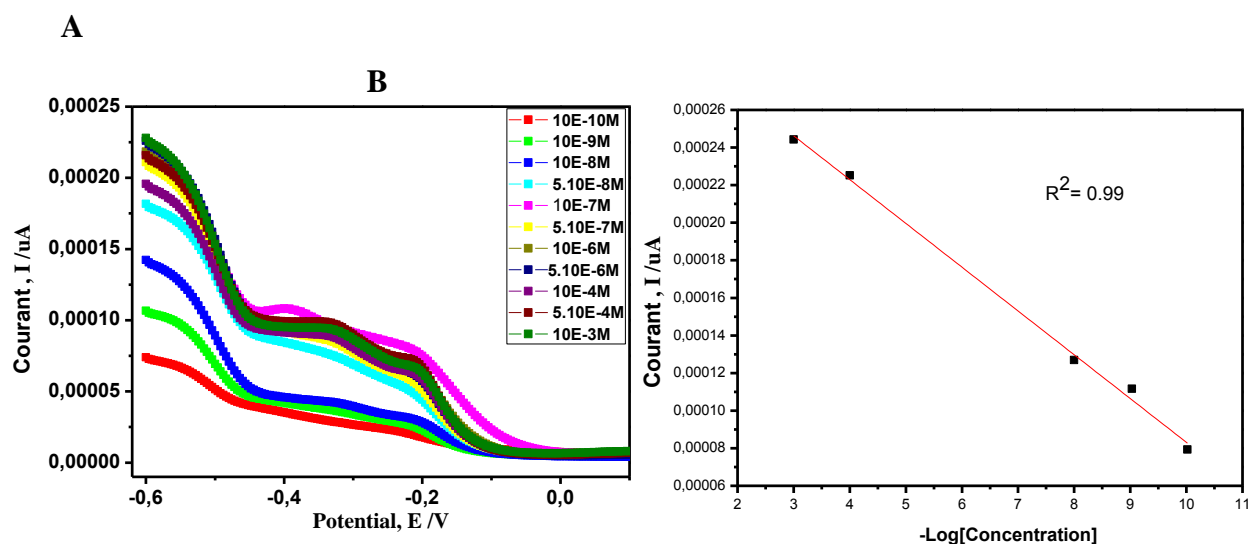 A
B
0,00025
0,00020
0,00015
0,00010
0,00005
0,00000
Courant , I /uA
-0,6
-0,4
-0,2
0,0
Potential, E /V
10E-10M
10E-9M
10E-8M
5.10E-8M
10E-7M
5.10E-7M
10E-6M
5.10E-6M
10E-4M
5.10E-4M
10E-3M
0,00026
0,00024
0,00022
0,00020
0,00018
0,00016
0,00014
0,00012
0,00010
0,00008
0,00006
Courant , I /uA
R2= 0.99
2
3
4
5
6
7
8
9
10
11
-Log[Concentration]